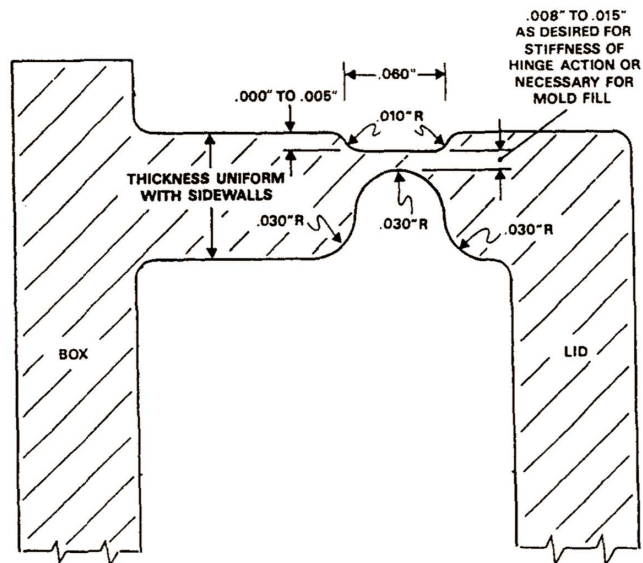 .008" TO .015"
AS DESIRED FOR
STIFFNESS OF
HINGE ACTION OR
NECESSARY FOR
MOLD FILL
.060"
.000" TO .005"
.010"R
THICKNESS UNIFORM
WITH SIDEWALLS
.030"R
.030"R
.030"R
BOX
LID